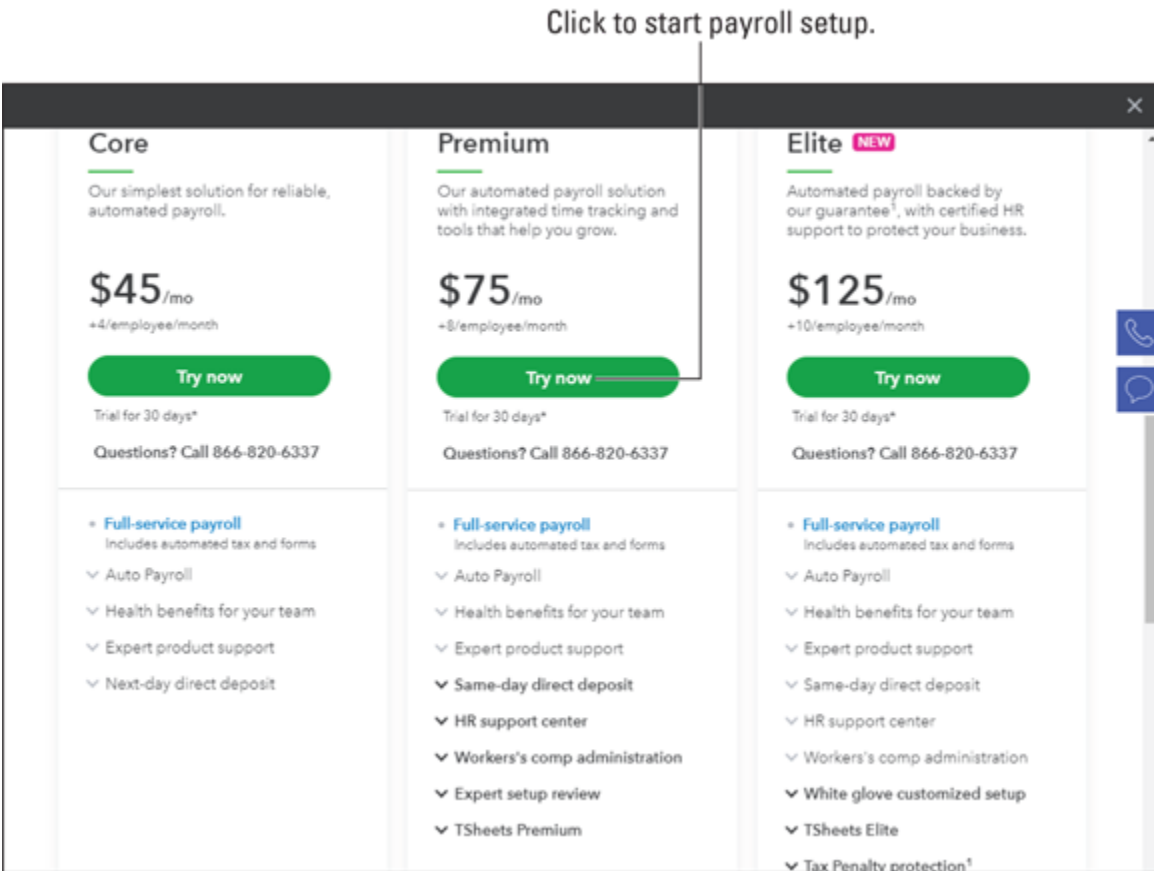 Click to start payroll setup.
Core
Our simplest solution for reliable,
automated payroll.
$45/mo
+4/employee/month
Try now
Trial for 30 days*
Questions? Call 866-820-6337
• Full-service payroll
Includes automated tax and forms
Auto Payroll
Health benefits for your team
Expert product support
Next-day direct deposit
Premium
Our automated payroll solution
with integrated time tracking and
tools that help you grow.
$75/mo
+8/employee/month
Try now
Trial for 30 days*
Questions? Call 866-820-6337
• Full-service payroll
Includes automated tax and forms
Auto Payroll
Health benefits for your team
Expert product support
Same-day direct deposit
HR support center
Workers's comp administration
Expert setup review
TSheets Premium
Elite NEW
Automated payroll backed by
our guarantee¹, with certified HR
support to protect your business.
$125/mo
+10/employee/month
Try now
Trial for 30 days*
Questions? Call 866-820-6337
• Full-service payroll
Includes automated tax and forms
Auto Payroll
Health benefits for your team
Expert product support
Same-day direct deposit
HR support center
Workers's comp administration
White glove customized setup
TSheets Elite
Tax Penalty protection¹